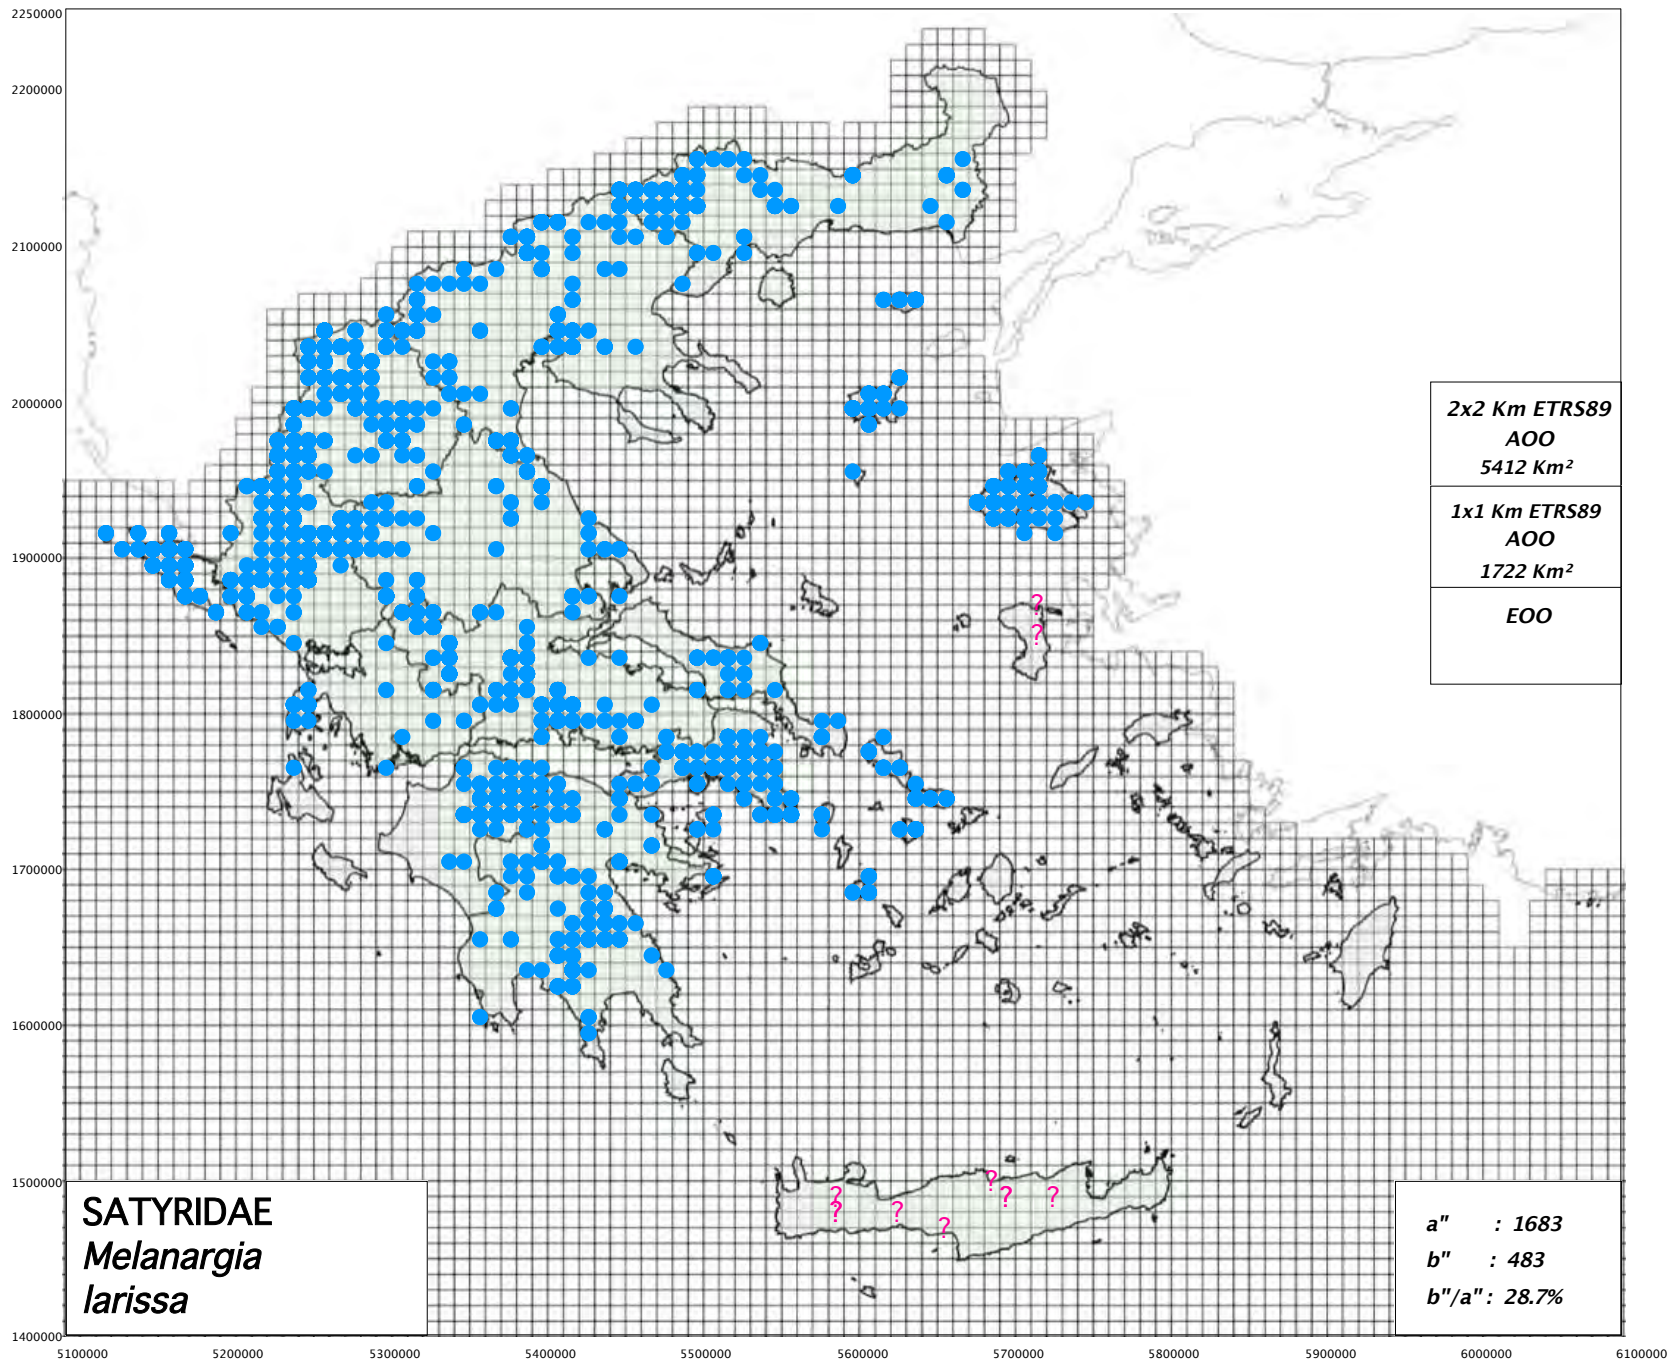 2250000
2200000
2100000
2000000
1900000
1800000
1700000
1600000
1500000
1400000
2x2 Km ETRS89
AOO
5412 Km²
1x1 Km ETRS89
AOO
1722 Km²
EOO
?
?
?
?
?
?
?
?
?
SATYRIDAE
Melanargia
larissa
a" : 1683
b" : 483
b"/a" : 28.7%
5100000 5200000 5300000 5400000 5500000 5600000 5700000 5800000 5900000 6000000 6100000